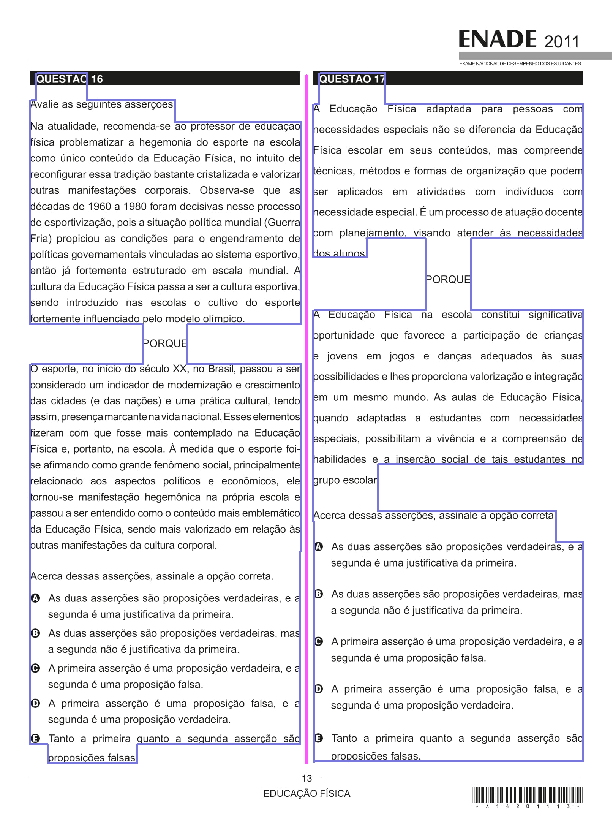 ENADE 2011
EXAME NACIONAL DE DESEMPENHO DOS ESTUDANTES
QUESTÃO 16
Avalie as seguintes asserções.
Na atualidade, recomenda-se ao professor de educação
física problematizar a hegemonia do esporte na escola
como único conteúdo da Educação Física, no intuito de
reconfigurar essa tradição bastante cristalizada e valorizar
outras manifestações corporais. Observa-se que as
décadas de 1960 a 1980 foram decisivas nesse processo
de esportivização, pois a situação política mundial (Guerra
Fria) propiciou as condições para o engendramento de
políticas governamentais vinculadas ao sistema esportivo,
então já fortemente estruturado em escala mundial. A
cultura da Educação Física passa a ser a cultura esportiva,
sendo introduzido nas escolas o cultivo do esporte
fortemente influenciado pelo modelo olímpico.
PORQUE
O esporte, no início do século XX, no Brasil, passou a ser
considerado um indicador de modernização e crescimento
das cidades (e das nações) e uma prática cultural, tendo
assim, presença marcante na vida nacional. Esses elementos
fizeram com que fosse mais contemplado na Educação
Física e, portanto, na escola. À medida que o esporte foi-
se afirmando como grande fenômeno social, principalmente
relacionado aos aspectos políticos e econômicos, ele
tornou-se manifestação hegemônica na própria escola e
passou a ser entendido como o conteúdo mais emblemático
da Educação Física, sendo mais valorizado em relação às
outras manifestações da cultura corporal.
Acerca dessas asserções, assinale a opção correta.
A As duas asserções são proposições verdadeiras, e a
segunda é uma justificativa da primeira.
B As duas asserções são proposições verdadeiras, mas
a segunda não é justificativa da primeira.
C A primeira asserção é uma proposição verdadeira, e a
segunda é uma proposição falsa.
D A primeira asserção é uma proposição falsa, e a
segunda é uma proposição verdadeira.
E Tanto a primeira quanto a segunda asserção são
proposições falsas.
QUESTÃO 17
A Educação Física adaptada para pessoas com
necessidades especiais não se diferencia da Educação
Física escolar em seus conteúdos, mas compreende
técnicas, métodos e formas de organização que podem
ser aplicados em atividades com indivíduos com
necessidade especial. É um processo de atuação docente
com planejamento, visando atender às necessidades
dos alunos.
PORQUE
A Educação Física na escola constitui significativa
oportunidade que favorece a participação de crianças
e jovens em jogos e danças adequados às suas
possibilidades e lhes proporciona valorização e integração
em um mesmo mundo. As aulas de Educação Física,
quando adaptadas a estudantes com necessidades
especiais, possibilitam a vivência e a compreensão de
habilidades e a inserção social de tais estudantes no
grupo escolar.
Acerca dessas asserções, assinale a opção correta.
A As duas asserções são proposições verdadeiras, e a
segunda é uma justificativa da primeira.
B As duas asserções são proposições verdadeiras, mas
a segunda não é justificativa da primeira.
C A primeira asserção é uma proposição verdadeira, e a
segunda é uma proposição falsa.
D A primeira asserção é uma proposição falsa, e a
segunda é uma proposição verdadeira.
E Tanto a primeira quanto a segunda asserção são
proposições falsas.
13
EDUCAÇÃO FÍSICA